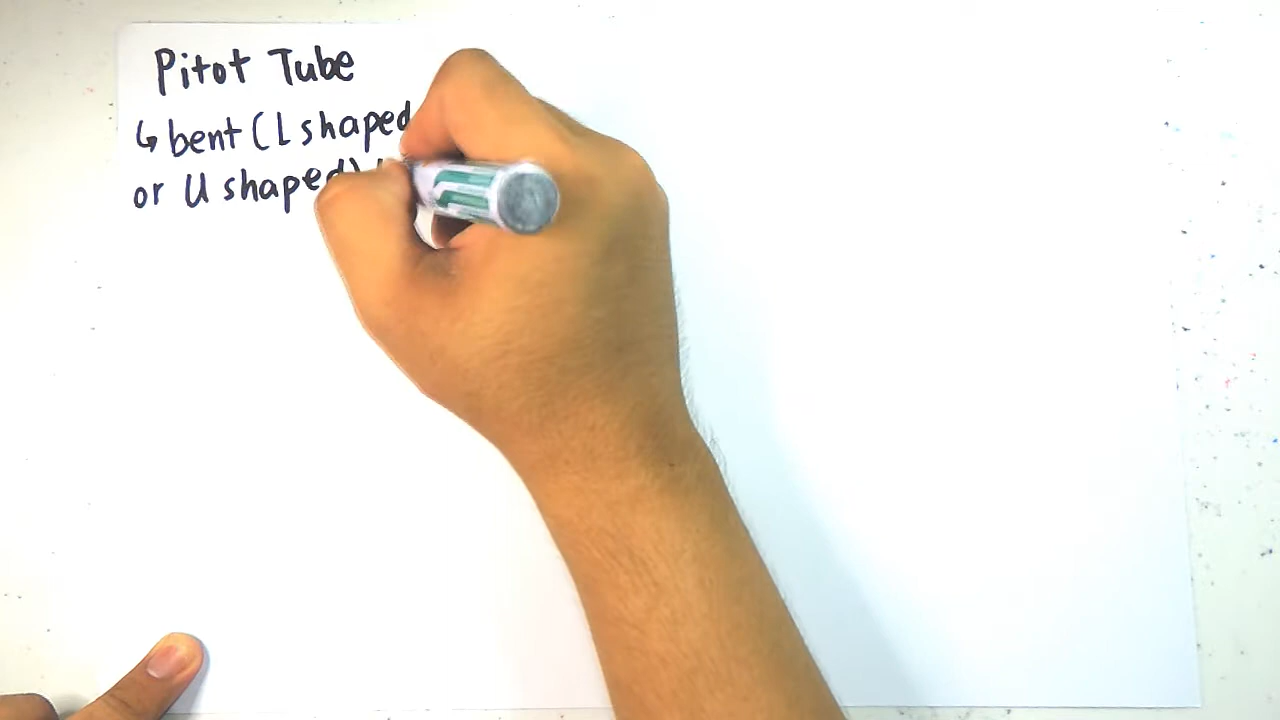 Pitot Tube
↳ bent (L shaped
or U shaped)